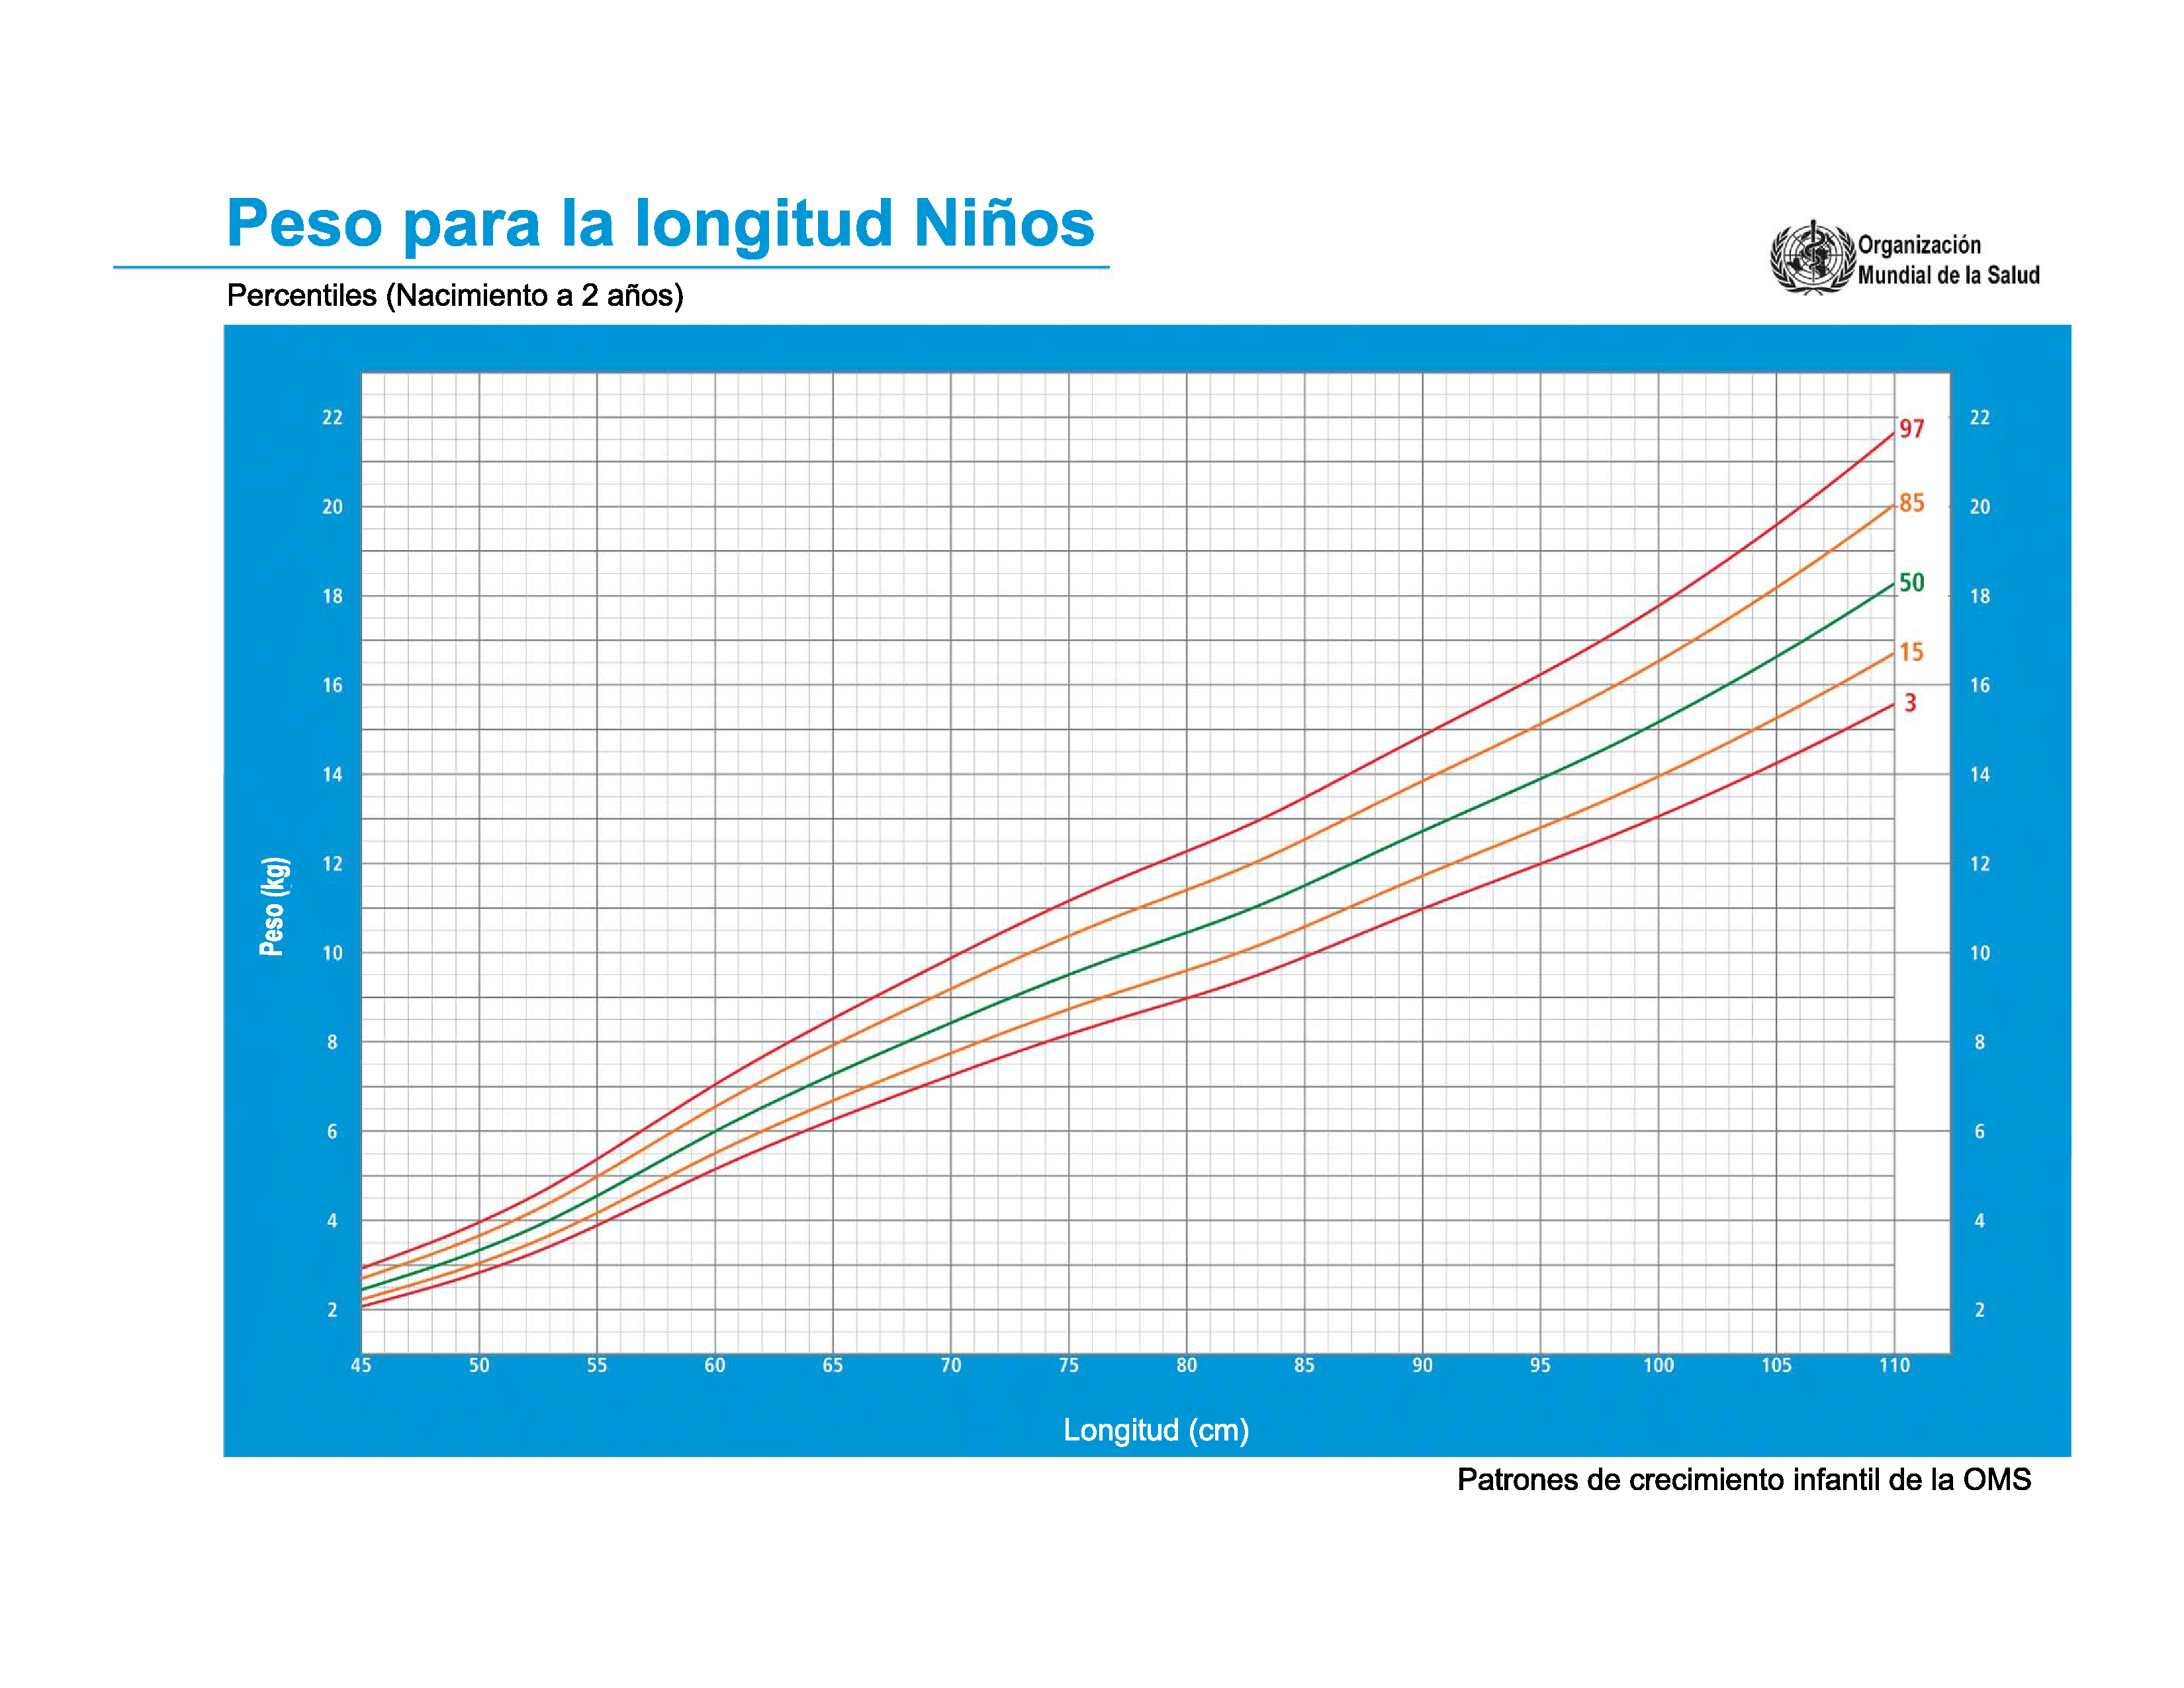 Peso para la longitud Niños
Organización
Mundial de la Salud
Percentiles (Nacimiento a 2 años)
22 97 22
20 85 20
18 50 18
16 15 16
14 3 14
12 12
10 10
8 8
6 6
4 4
2 2
Peso (kg)
45 50 55 60 65 70 75 80 85 90 95 100 105 110
Longitud (cm)
Patrones de crecimiento infantil de la OMS